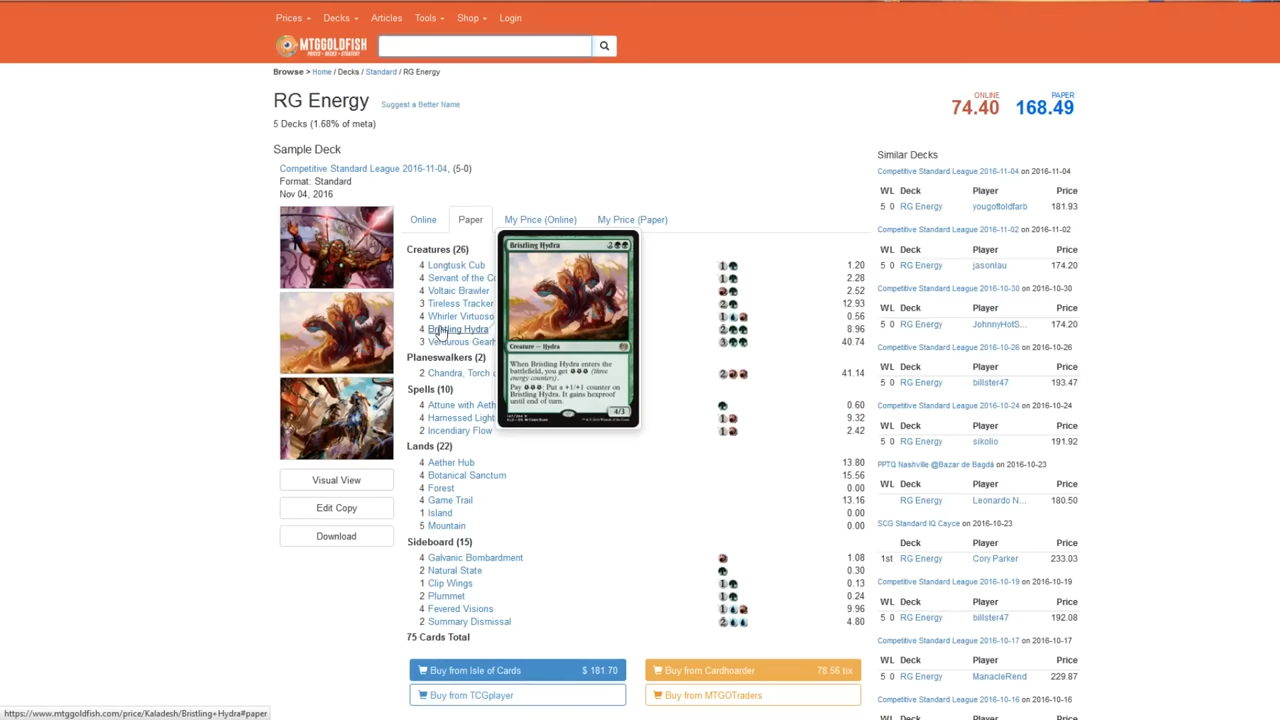 Prices Decks Articles Tools Shop Login
MTGGOLDFISH
PRICES - DECKS - STRATEGY
Browse > Home / Decks / Standard / RG Energy
RG Energy Suggest a Better Name
ONLINE PAPER
74.40 168.49
5 Decks (1.68% of meta)
Sample Deck
Competitive Standard League 2016-11-04, (5-0)
Format: Standard
Nov 04, 2016
Online Paper My Price (Online) My Price (Paper)
Creatures (26)
4 Longtusk Cub 1.20
4 Servant of the Co 2.28
4 Voltaic Brawler 2.52
3 Tireless Tracker 12.93
4 Whirler Virtuoso 0.56
4 Bristling Hydra 8.96
3 Verdurous Gearh 40.74
Planeswalkers (2)
2 Chandra, Torch 41.14
Spells (10)
4 Attune with Aeth 0.60
4 Harnessed Light 9.32
2 Incendiary Flow 2.42
Lands (22)
4 Aether Hub 13.80
4 Botanical Sanctum 15.56
4 Forest 0.00
4 Game Trail 13.16
1 Island 0.00
5 Mountain 0.00
Sideboard (15)
4 Galvanic Bombardment 1.08
2 Natural State 0.30
1 Clip Wings 0.13
2 Plummet 0.24
4 Fevered Visions 9.96
2 Summary Dismissal 4.80
75 Cards Total
Buy from Isle of Cards $ 181.70
Buy from Cardhoarder 78.56 tix
Buy from TCGplayer
Buy from MTGOTraders
Bristling Hydra
Creature — Hydra
When Bristling Hydra enters the
battlefield, you get (three
energy counters).
Pay : Put a +1/+1 counter on
Bristling Hydra. It gains hexproof
until end of turn.
4/3
Visual View
Edit Copy
Download
Similar Decks
Competitive Standard League 2016-11-04 on 2016-11-04
WL Deck Player Price
5 0 RG Energy yougottoldfarb 181.93
Competitive Standard League 2016-11-02 on 2016-11-02
WL Deck Player Price
5 0 RG Energy jasonlau 174.20
Competitive Standard League 2016-10-30 on 2016-10-30
WL Deck Player Price
5 0 RG Energy JohnnyHotS... 174.20
Competitive Standard League 2016-10-26 on 2016-10-26
WL Deck Player Price
5 0 RG Energy billster47 193.47
Competitive Standard League 2016-10-24 on 2016-10-24
WL Deck Player Price
5 0 RG Energy sikolio 191.92
PPTQ Nashville @Bazar de Bagdá on 2016-10-23
WL Deck Player Price
RG Energy Leonardo N... 180.50
SCG Standard IQ Cayce on 2016-10-23
Deck Player Price
1st RG Energy Cory Parker 233.03
Competitive Standard League 2016-10-19 on 2016-10-19
WL Deck Player Price
5 0 RG Energy billster47 192.08
Competitive Standard League 2016-10-17 on 2016-10-17
WL Deck Player Price
5 0 RG Energy ManacleRend 229.87
Competitive Standard League 2016-10-16 on 2016-10-16
https://www.mtggoldfish.com/price/Kaladesh/Bristling+Hydra#paper